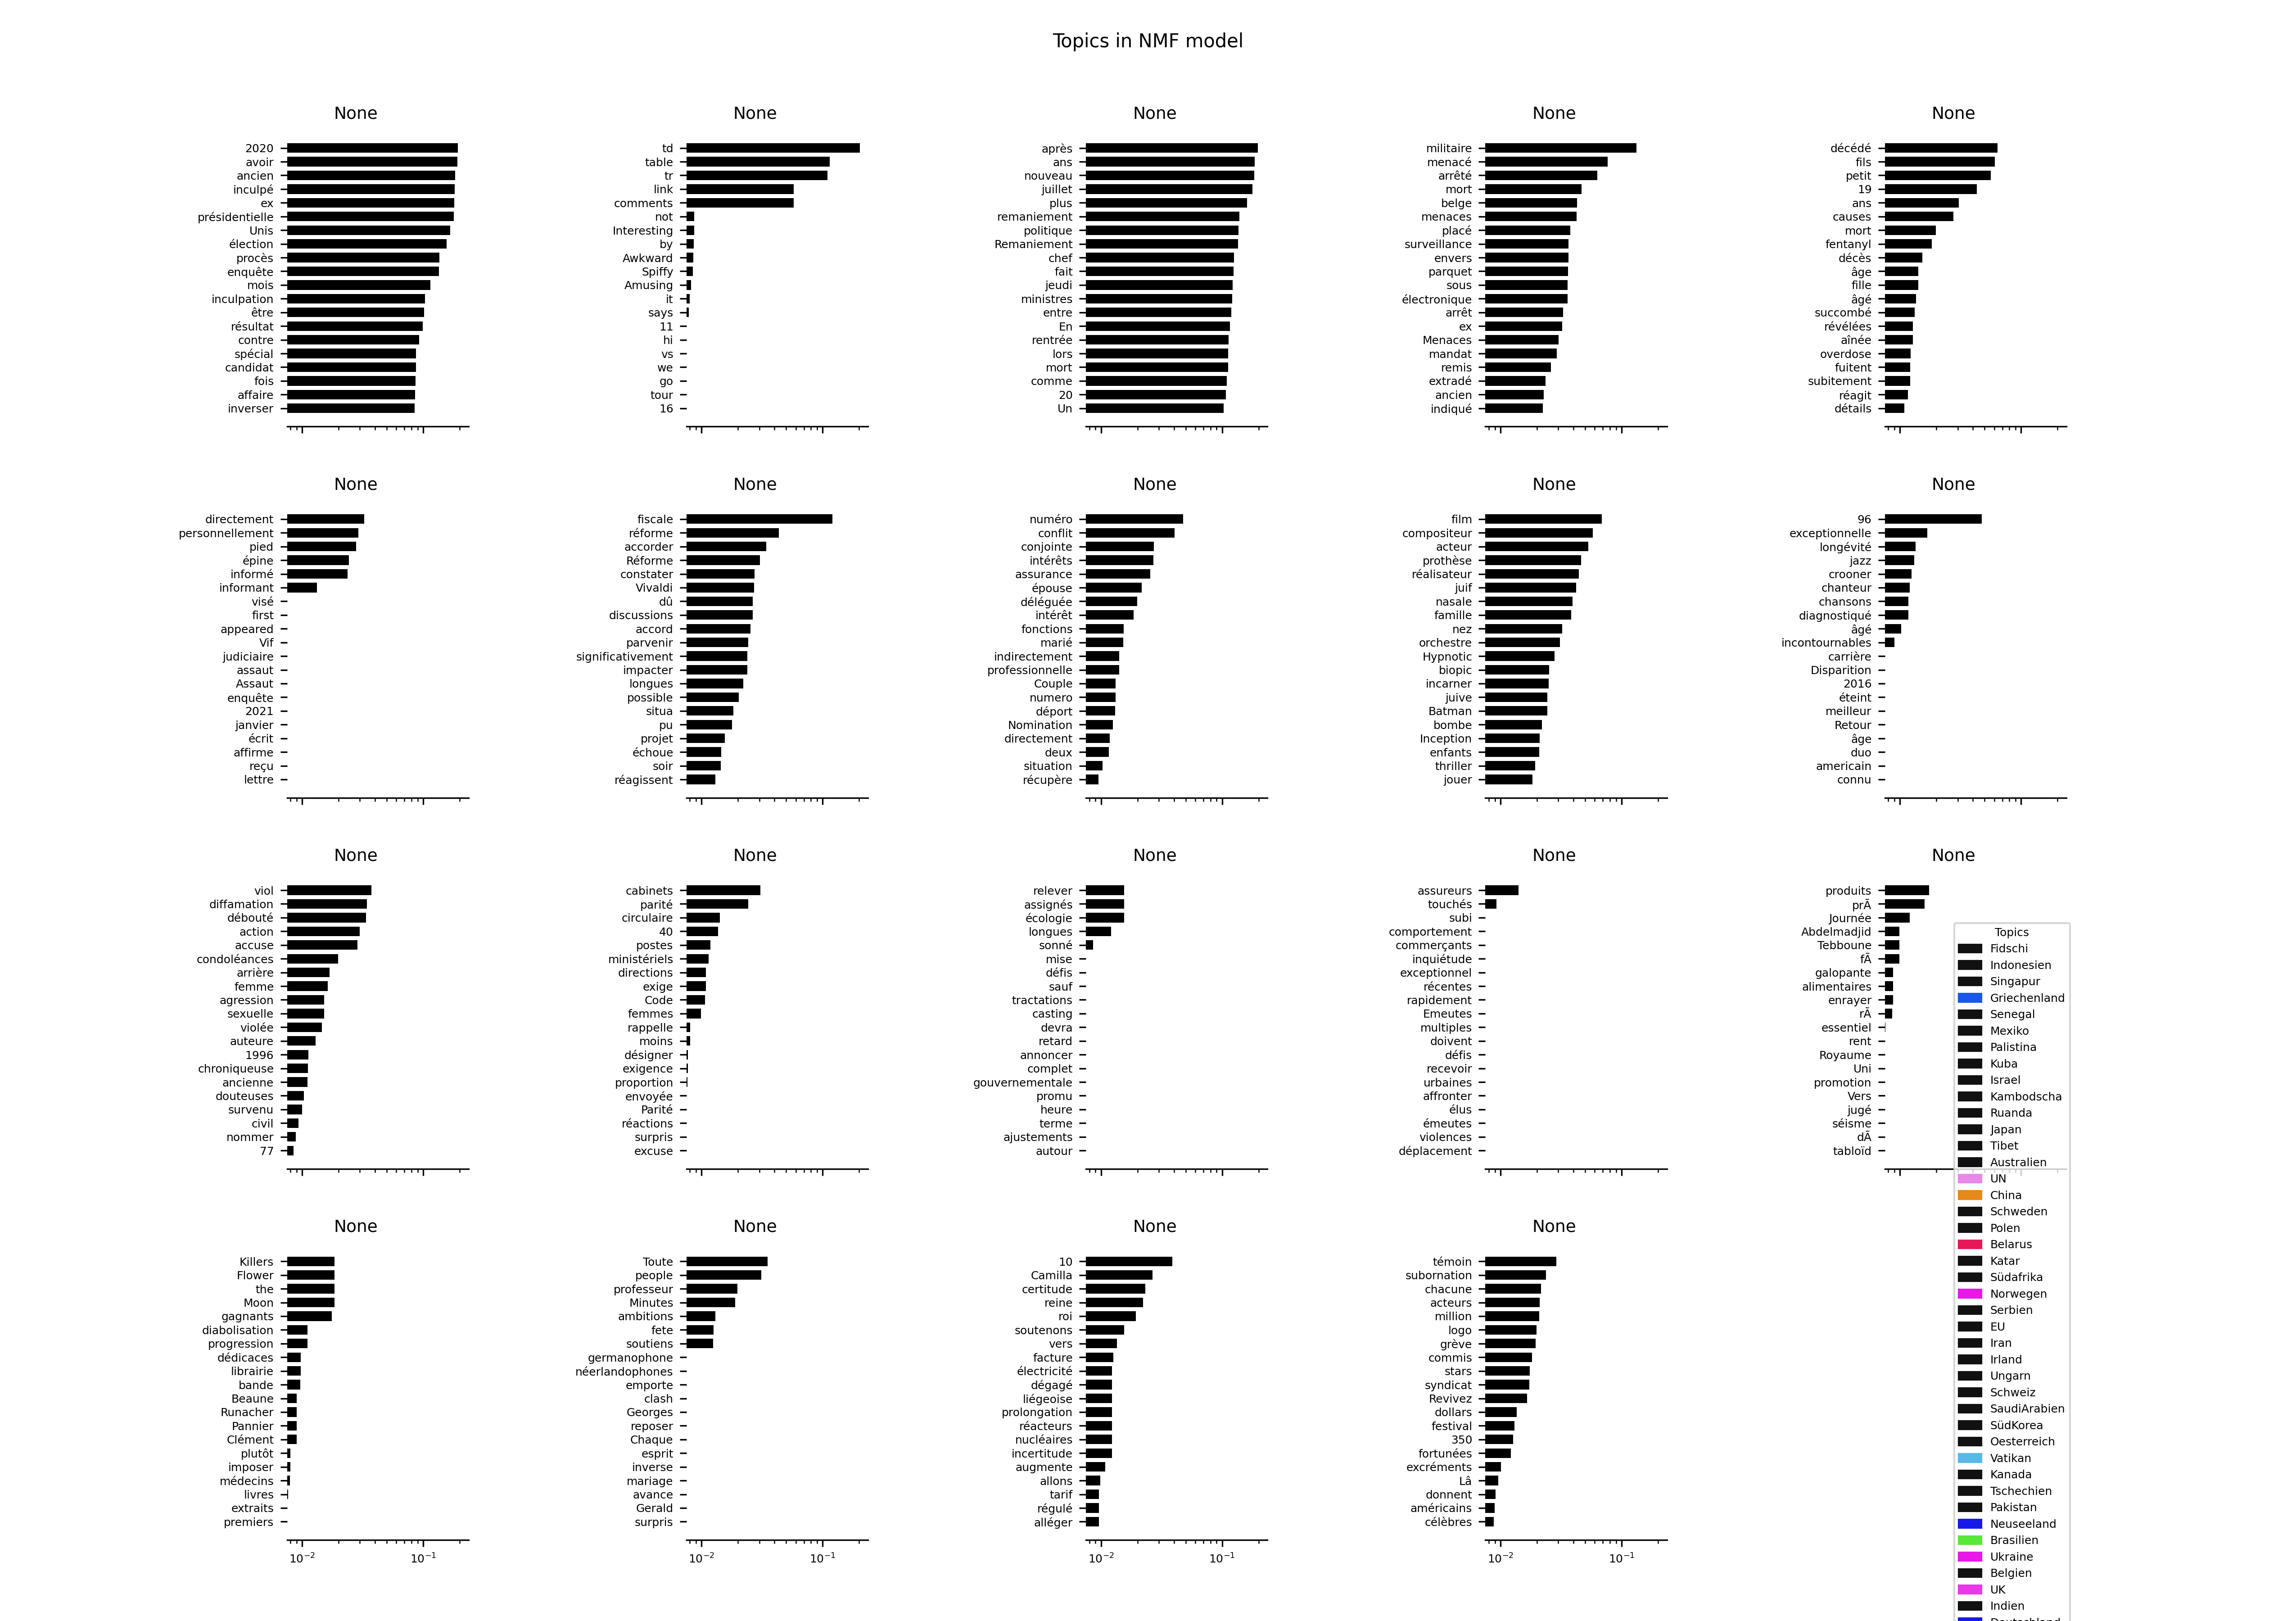 Topics in NMF model
None
2020
avoir
ancien
inculpé
ex
présidentielle
Unis
élection
procès
enquête
mois
inculpation
être
résultat
contre
spécial
candidat
fois
affaire
inverser
None
td
table
tr
link
comments
not
Interesting
by
Awkward
Spiffy
Amusing
it
says
11
hi
vs
we
go
tour
16
None
après
ans
nouveau
juillet
plus
remaniement
politique
Remaniement
chef
fait
jeudi
ministres
entre
En
rentrée
lors
mort
comme
20
Un
None
militaire
menacé
arrêté
mort
belge
menaces
placé
surveillance
envers
parquet
sous
électronique
arrêt
ex
Menaces
mandat
remis
extradé
ancien
indiqué
None
décédé
fils
petit
19
ans
causes
mort
fentanyl
décès
âge
fille
âgé
succombé
révélées
aînée
overdose
fuitent
subitement
réagit
détails
None
directement
personnellement
pied
épine
informé
informant
visé
first
appeared
Vif
judiciaire
assaut
Assaut
enquête
2021
janvier
écrit
affirme
reçu
lettre
None
fiscale
réforme
accorder
Réforme
constater
Vivaldi
dû
discussions
accord
parvenir
significativement
impacter
longues
possible
situa
pu
projet
échoue
soir
réagissent
None
numéro
conflit
conjointe
intérêts
assurance
épouse
déléguée
intérêt
fonctions
marié
indirectement
professionnelle
Couple
numero
déport
Nomination
directement
deux
situation
récupère
None
film
compositeur
acteur
prothèse
réalisateur
juif
nasale
famille
nez
orchestre
Hypnotic
biopic
incarner
juive
Batman
bombe
Inception
enfants
thriller
jouer
None
96
exceptionnelle
longévité
jazz
crooner
chanteur
chansons
diagnostiqué
âgé
incontournables
carrière
Disparition
2016
éteint
meilleur
Retour
âge
duo
americain
connu
None
viol
diffamation
débouté
action
accuse
condoléances
arrière
femme
agression
sexuelle
violée
auteure
1996
chroniqueuse
ancienne
douteuses
survenu
civil
nommer
77
None
cabinets
parité
circulaire
40
postes
ministériels
directions
exige
Code
femmes
rappelle
moins
désigner
exigence
proportion
envoyée
Parité
réactions
surpris
excuse
None
relever
assignés
écologie
longues
sonné
mise
défis
sauf
tractations
casting
devra
retard
annoncer
complet
gouvernementale
promu
heure
terme
ajustements
autour
None
assureurs
touchés
subi
comportement
commerçants
inquiétude
exceptionnel
récentes
rapidement
Emeutes
multiples
doivent
défis
recevoir
urbaines
affronter
élus
émeutes
violences
déplacement
None
produits
prÃ
Journée
Abdelmadjid
Tebboune
fÃ
galopante
alimentaires
enrayer
rÃ
essentiel
rent
Royaume
Uni
promotion
Vers
jugé
séisme
dÃ
tabloïd
None
Killers
Flower
the
Moon
gagnants
diabolisation
progression
dédicaces
librairie
bande
Beaune
Runacher
Pannier
Clément
plutôt
imposer
médecins
livres
extraits
premiers
10⁻² 10⁻¹
None
Toute
people
professeur
Minutes
ambitions
fete
soutiens
germanophone
néerlandophones
emporte
clash
Georges
reposer
Chaque
esprit
inverse
mariage
avance
Gerald
surpris
10⁻² 10⁻¹
None
10
Camilla
certitude
reine
roi
soutenons
vers
facture
électricité
dégagé
liégeoise
prolongation
réacteurs
nucléaires
incertitude
augmente
allons
tarif
régulé
alléger
10⁻² 10⁻¹
None
témoin
subornation
chacune
acteurs
million
logo
grève
commis
stars
syndicat
Revivez
dollars
festival
350
fortunées
excréments
Lâ
donnent
américains
célèbres
10⁻² 10⁻¹
Topics
Fidschi
Indonesien
Singapur
Griechenland
Senegal
Mexiko
Palistina
Kuba
Israel
Kambodscha
Ruanda
Japan
Tibet
Australien
UN
China
Schweden
Polen
Belarus
Katar
Südafrika
Norwegen
Serbien
EU
Iran
Irland
Ungarn
Schweiz
SaudiArabien
SüdKorea
Oesterreich
Vatikan
Kanada
Tschechien
Pakistan
Neuseeland
Brasilien
Ukraine
Belgien
UK
Indien